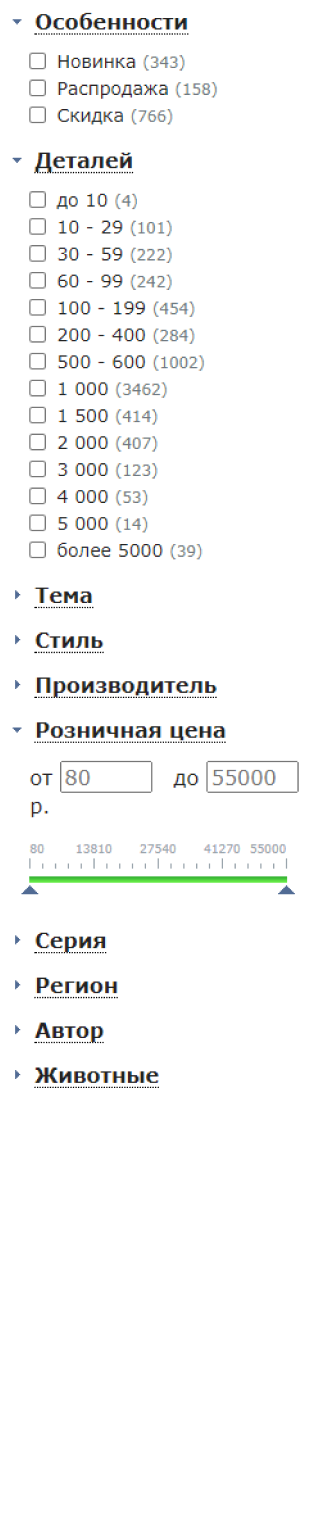 Особенности
Новинка (343)
Распродажа (158)
Скидка (766)
Деталей
до 10 (4)
10 - 29 (101)
30 - 59 (222)
60 - 99 (242)
100 - 199 (454)
200 - 400 (284)
500 - 600 (1002)
1 000 (3462)
1 500 (414)
2 000 (407)
3 000 (123)
4 000 (53)
5 000 (14)
более 5000 (39)
Тема
Стиль
Производитель
Розничная цена
от 80 до 55000
р.
80 13810 27540 41270 55000
Серия
Регион
Автор
Животные